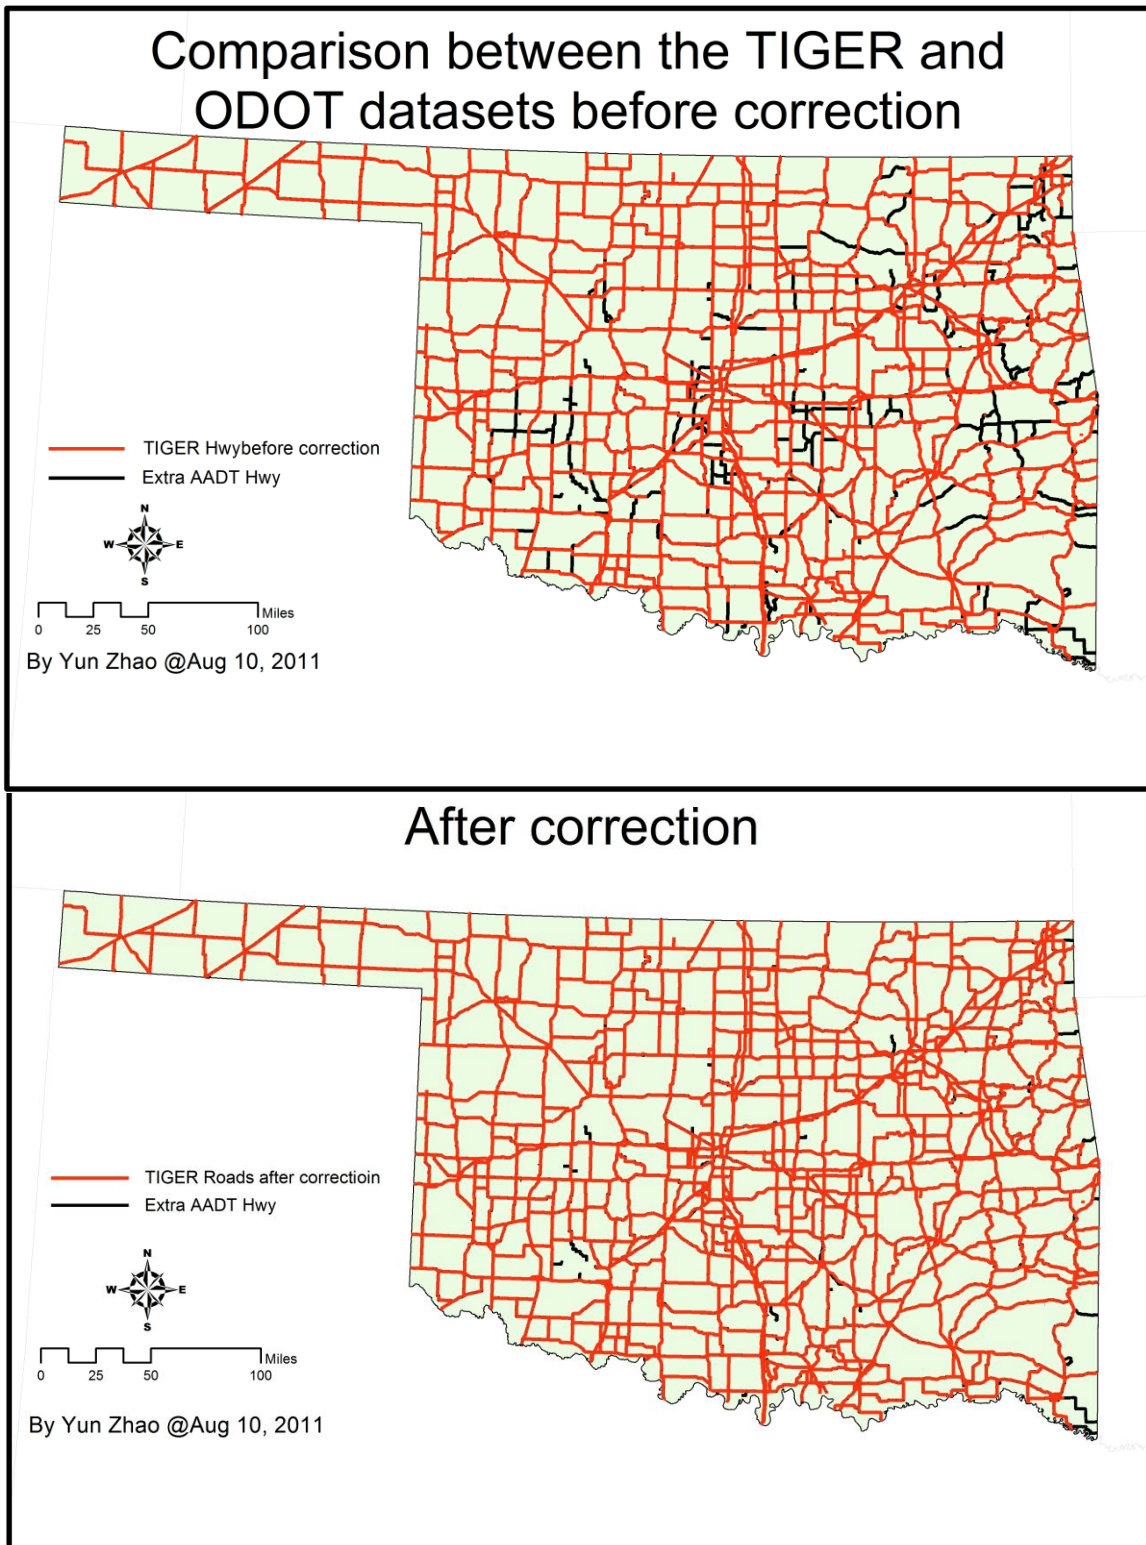 Comparison between the TIGER and
ODOT datasets before correction
TIGER Hwybefore correction
Extra AADT Hwy
N
W E
S
Miles
0 25 50 100
By Yun Zhao @Aug 10, 2011
After correction
TIGER Roads after correctioin
Extra AADT Hwy
N
W E
S
Miles
0 25 50 100
By Yun Zhao @Aug 10, 2011